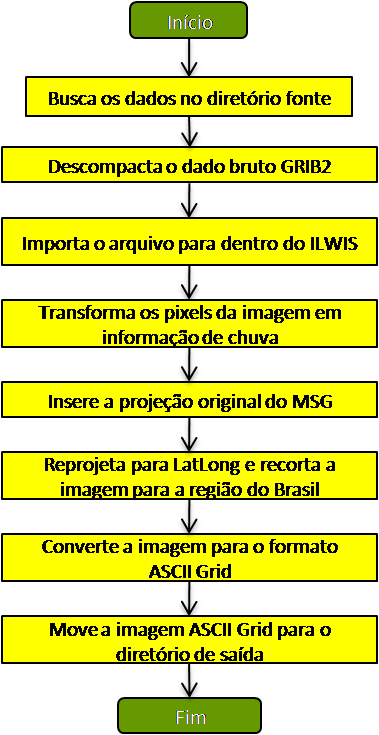 Início
Busca os dados no diretório fonte
Descompacta o dado bruto GRIB2
Importa o arquivo para dentro do ILWIS
Transforma os pixels da imagem em
informação de chuva
Insere a projeção original do MSG
Reprojeta para LatLong e recorta a
imagem para a região do Brasil
Converte a imagem para o formato
ASCII Grid
Move a imagem ASCII Grid para o
diretório de saída
Fim